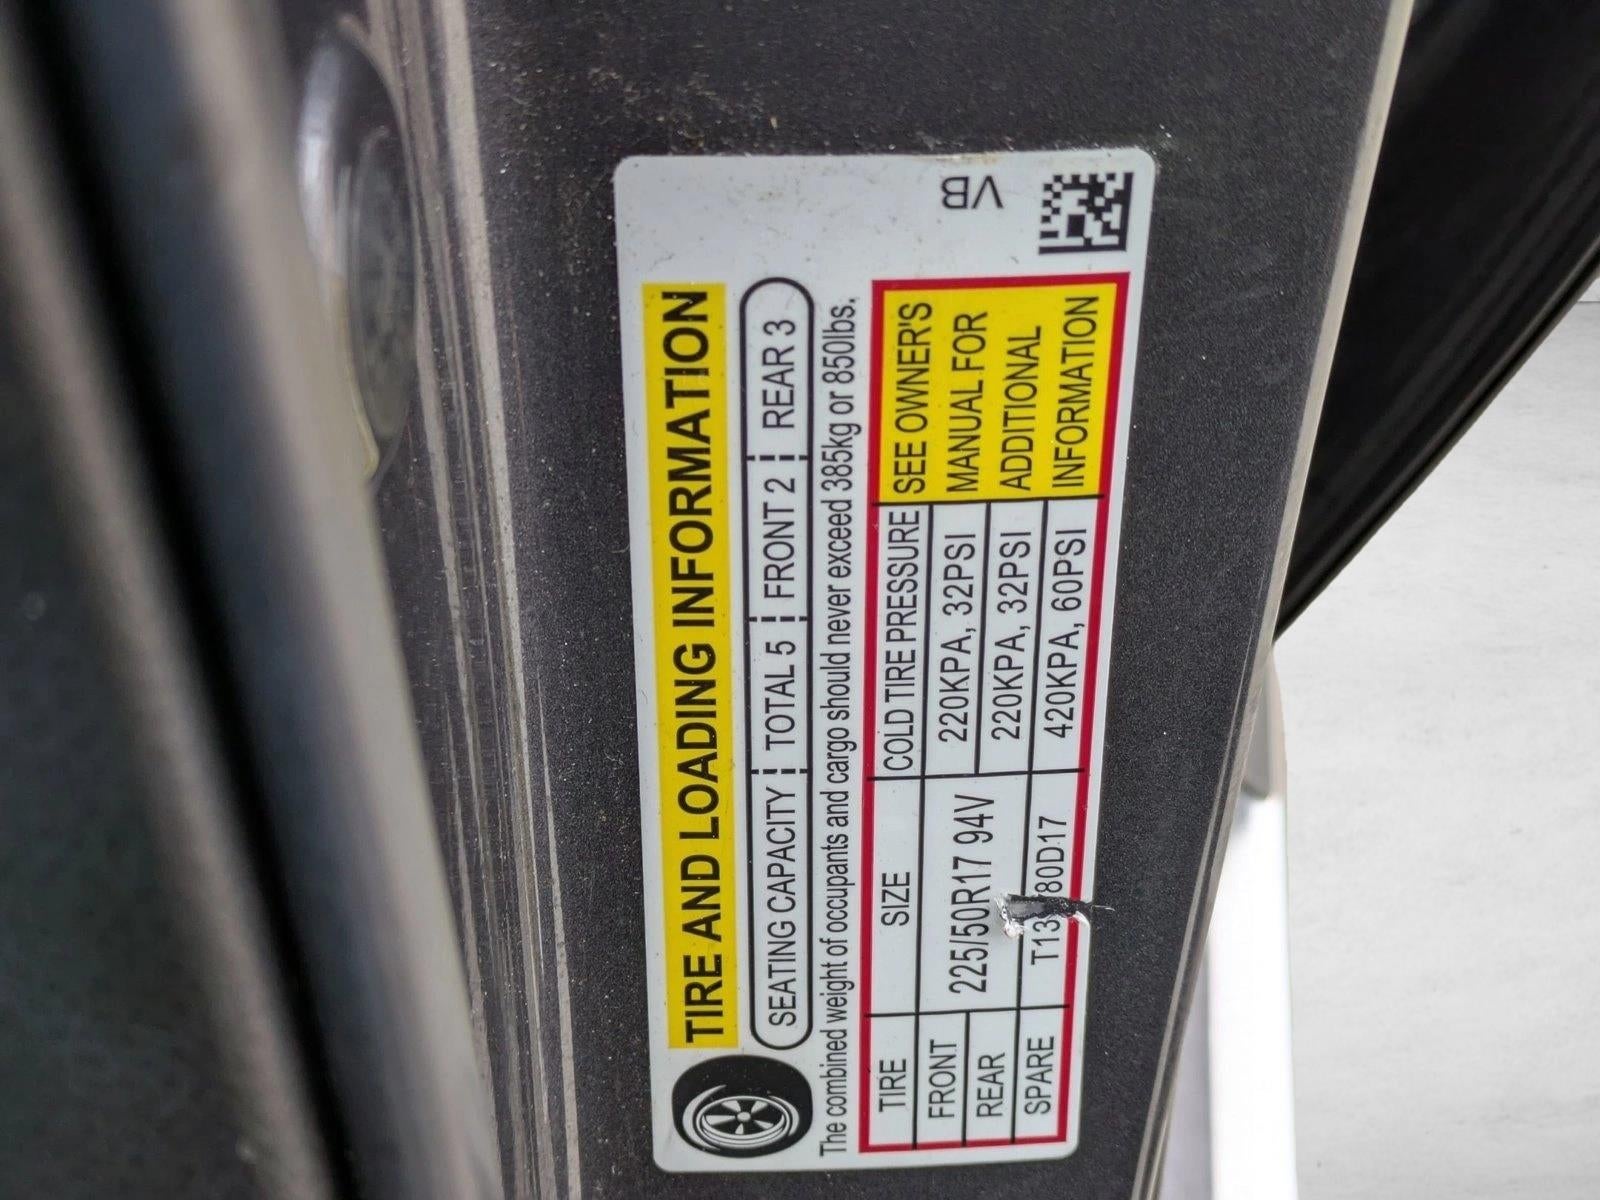 TIRE AND LOADING INFORMATION
SEATING CAPACITY TOTAL 5 FRONT 2 REAR 3
The combined weight of occupants and cargo should never exceed 385kg or 850lbs.
TIRE SIZE COLD TIRE PRESSURE SEE OWNER'S
FRONT 225/50R17 94V 220KPA, 32PSI MANUAL FOR
REAR 220KPA, 32PSI ADDITIONAL
SPARE 420KPA, 60PSI INFORMATION
VB